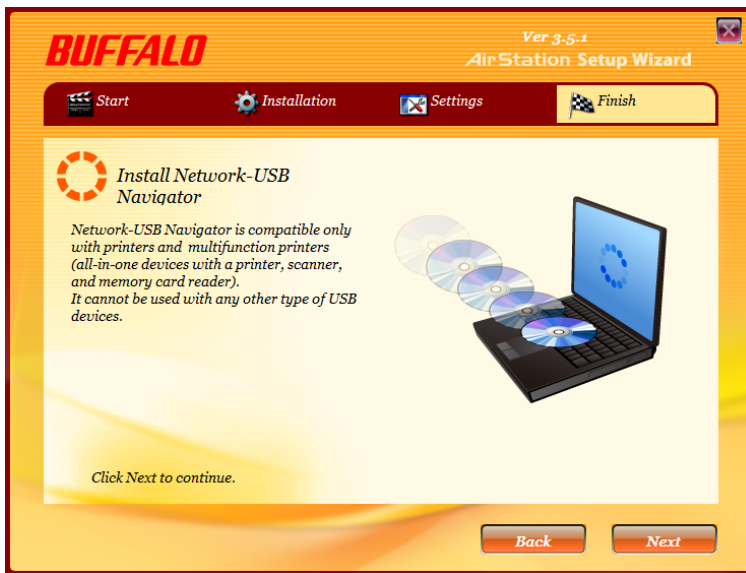 BUFFALO
Ver 3.5.1
AirStation Setup Wizard
Start
Installation
Settings
Finish
Install Network-USB
Navigator
Network-USB Navigator is compatible only
with printers and multifunction printers
(all-in-one devices with a printer, scanner,
and memory card reader).
It cannot be used with any other type of USB
devices.
Click Next to continue.
Back
Next